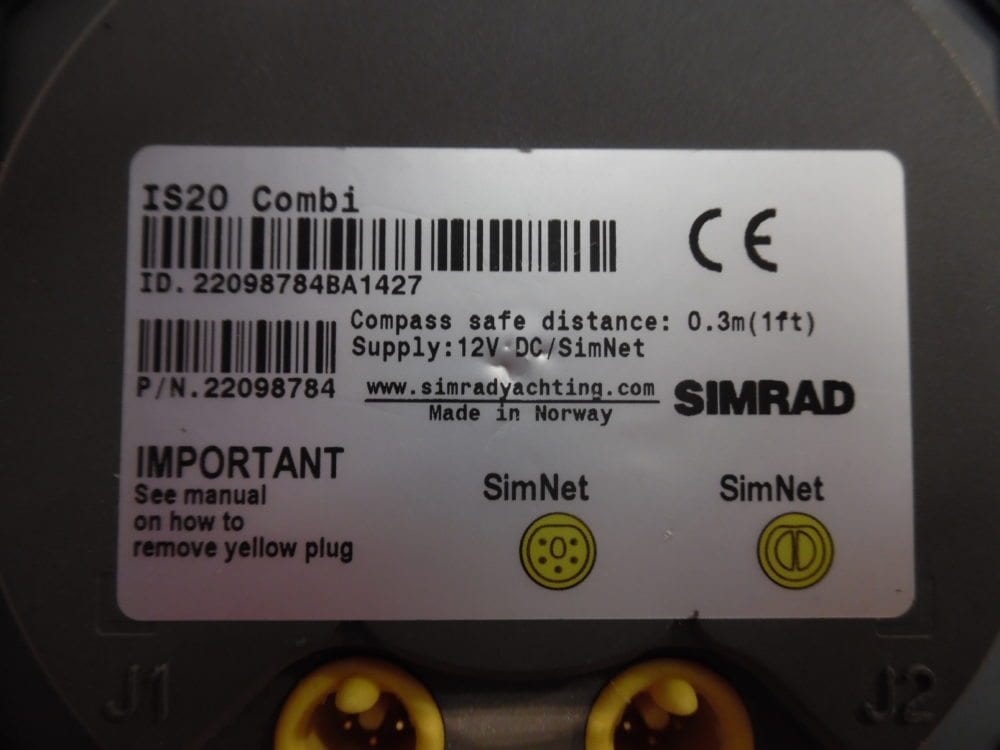 IS20 Combi
CE
ID.22098784BA1427
Compass safe distance: 0.3m(1ft)
Supply:12V DC/SimNet
P/N.22098784
www.simradyachting.com
SIMRAD
Made in Norway
IMPORTANT
See manual
on how to
remove yellow plug
SimNet
SimNet
J1
J2